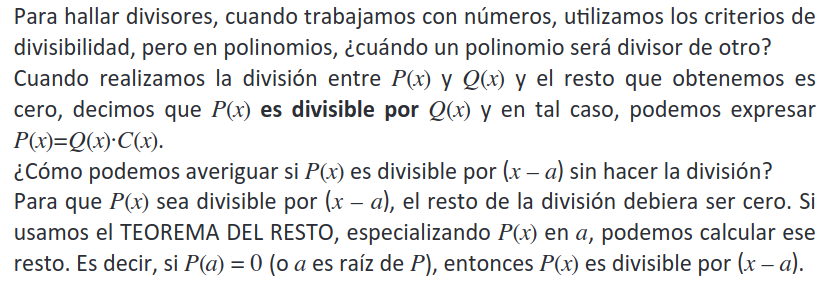 Para hallar divisores, cuando trabajamos con números, utilizamos los criterios de
divisibilidad, pero en polinomios, ¿cuándo un polinomio será divisor de otro?
Cuando realizamos la división entre P(x) y Q(x) y el resto que obtenemos es
cero, decimos que P(x) es divisible por Q(x) y en tal caso, podemos expresar
P(x)=Q(x)·C(x).
¿Cómo podemos averiguar si P(x) es divisible por (x – a) sin hacer la división?
Para que P(x) sea divisible por (x – a), el resto de la división debiera ser cero. Si
usamos el TEOREMA DEL RESTO, especializando P(x) en a, podemos calcular ese
resto. Es decir, si P(a) = 0 (o a es raíz de P), entonces P(x) es divisible por (x – a).